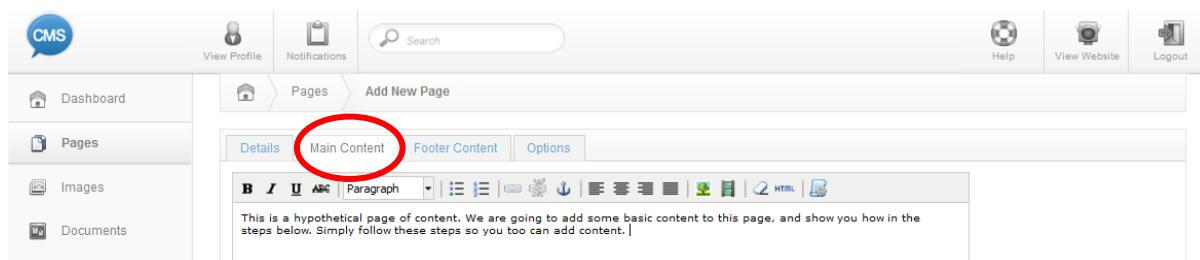 CMS
View Profile
Notifications
Search
Help
View Website
Logout
Dashboard
Pages
Add New Page
Pages
Details
Main Content
Footer Content
Options
Images
B I U ABC Paragraph HTML
Documents
This is a hypothetical page of content. We are going to add some basic content to this page, and show you how in the
steps below. Simply follow these steps so you too can add content.